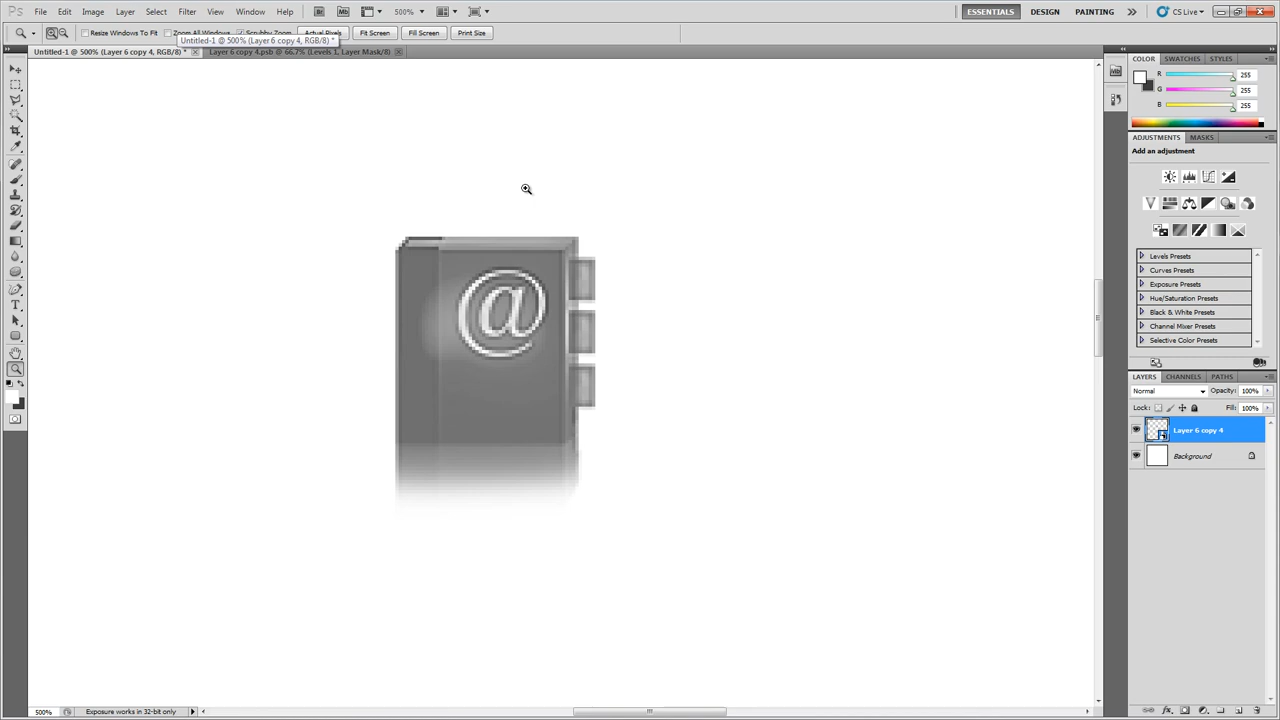 Ps File Edit Image Layer Select Filter View Window Help Mb 500% ESSENTIALS DESIGN PAINTING CS Live
Resize Windows To Fit Zoom All Windows Scrubby Zoom Actual Pixels Fit Screen Fill Screen Print Size
Untitled-1 @ 500% (Layer 6 copy 4, RGB/8) *
Untitled-1 @ 500% (Layer 6 copy 4, RGB/8) * Layer 6 copy 4.psb @ 66.7% (Levels 1, Layer Mask/8)
COLOR SWATCHES STYLES
Mb
R 255
G 255
B 255
ADJUSTMENTS MASKS
Add an adjustment
Levels Presets
Curves Presets
Exposure Presets
Hue/Saturation Presets
Black & White Presets
Channel Mixer Presets
Selective Color Presets
@
LAYERS CHANNELS PATHS
Normal Opacity: 100%
Lock: Fill: 100%
Layer 6 copy 4
Background
500% Exposure works in 32-bit only